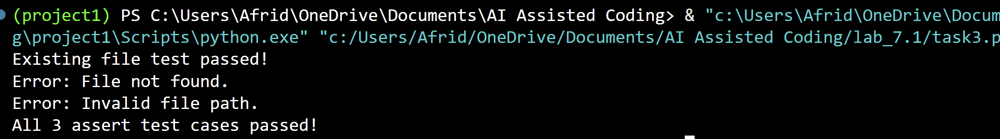 (project1) PS C:\Users\Afrid\OneDrive\Documents\AI Assisted Coding> & "c:\Users\Afrid\OneDrive\Docum
g\project1\Scripts\python.exe" "c:/Users/Afrid/OneDrive/Documents/AI Assisted Coding/lab_7.1/task3.p
Existing file test passed!
Error: File not found.
Error: Invalid file path.
All 3 assert test cases passed!